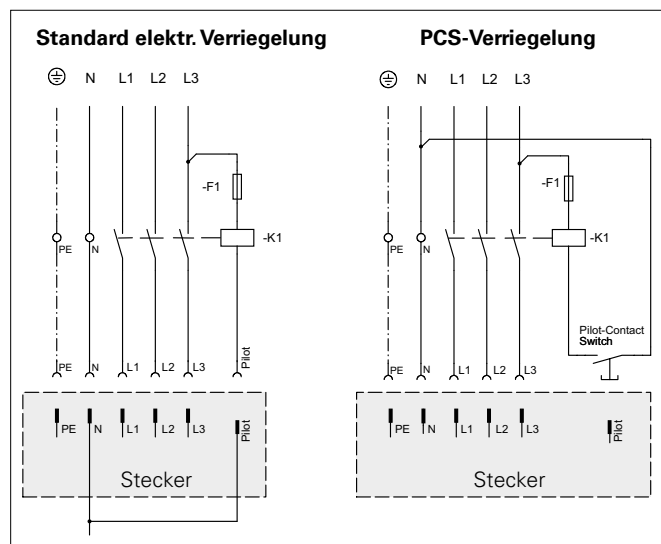 Standard elektr. Verriegelung
N L1 L2 L3
-F1
-K1
PE N
PE N L1 L2 L3 Pilot
PE N L1 L2 L3 Pilot
Stecker
PCS-Verriegelung
N L1 L2 L3
-F1
-K1
PE N
Pilot-Contact
Switch
PE N L1 L2 L3
PE N L1 L2 L3 Pilot
Stecker